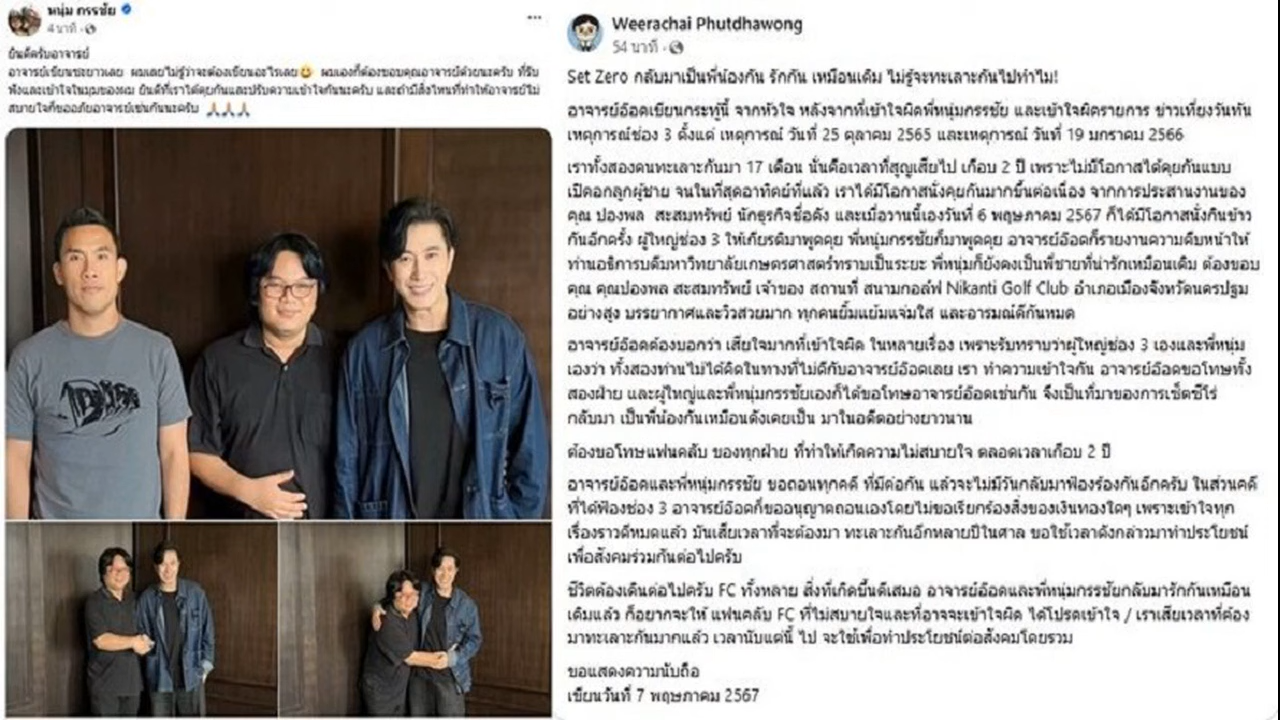 หนุ่ม กรรชัย
4 นาที
ยินดีครับอาจารย์
อาจารย์เขียนซะยาวเลย ผมเลยไม่รู้ว่าจะต้องเขียนอะไรเลย😀 ผมเองก็ต้องขอบคุณอาจารย์ด้วยนะครับ ที่รับ
ฟังและเข้าใจในมุมของผม ยินดีที่เราได้คุยกันและปรับความเข้าใจกันนะครับ และถ้ามีสิ่งไหนที่ทำให้อาจารย์ไม่
สบายใจก็ขออภัยอาจารย์เช่นกันนะครับ 🙏🙏🙏
Weerachai Phutdhawong
54 นาที
Set Zero กลับมาเป็นพี่น้องกัน รักกัน เหมือนเดิม ไม่รู้จะทะเลาะกันไปทำไม!
อาจารย์อ๊อดเขียนกระทู้นี้ จากหัวใจ หลังจากที่เข้าใจผิดพี่หนุ่มกรรชัย และเข้าใจผิดรายการ ข่าวเที่ยงวันทัน
เหตุการณ์ช่อง 3 ตั้งแต่ เหตุการณ์ วันที่ 25 ตุลาคม 2565 และเหตุการณ์ วันที่ 19 มกราคม 2566
เราทั้งสองคนทะเลาะกันมา 17 เดือน นั่นคือเวลาที่สูญเสียไป เกือบ 2 ปี เพราะไม่มีโอกาสได้คุยกันแบบ
เปิดอกลูกผู้ชาย จนในที่สุดอาทิตย์ที่แล้ว เราได้มีโอกาสนั่งคุยกันมากขึ้นต่อเนื่อง จากการประสานงานของ
คุณ ปองพล สะสมทรัพย์ นักธุรกิจชื่อดัง และเมื่อวานนี้เองวันที่ 6 พฤษภาคม 2567 ก็ได้มีโอกาสนั่งกินข้าว
กันอีกครั้ง ผู้ใหญ่ช่อง 3 ให้เกียรติมาพูดคุย พี่หนุ่มกรรชัยก็มาพูดคุย อาจารย์อ๊อดก็รายงานความคืบหน้าให้
ท่านอธิการบดีมหาวิทยาลัยเกษตรศาสตร์ทราบเป็นระยะ พี่หนุ่มก็ยังคงเป็นพี่ชายที่น่ารักเหมือนเดิม ต้องขอบ
คุณ คุณปองพล สะสมทรัพย์ เจ้าของ สถานที่ สนามกอล์ฟ Nikanti Golf Club อำเภอเมืองจังหวัดนครปฐม
อย่างสูง บรรยากาศและวิวสวยมาก ทุกคนยิ้มแย้มแจ่มใส และอารมณ์ดีกันหมด
อาจารย์อ๊อดต้องบอกว่า เสียใจมากที่เข้าใจผิด ในหลายเรื่อง เพราะรับทราบว่าผู้ใหญ่ช่อง 3 เองและพี่หนุ่ม
เองว่า ทั้งสองท่านไม่ได้คิดในทางที่ไม่ดีกับอาจารย์อ๊อดเลย เรา ทำความเข้าใจกัน อาจารย์อ๊อดขอโทษทั้ง
สองฝ่าย และผู้ใหญ่และพี่หนุ่มกรรชัยเองก็ได้ขอโทษอาจารย์อ๊อดเช่นกัน จึงเป็นที่มาของการเซ็ตซีโร่
กลับมา เป็นพี่น้องกันเหมือนดังเคยเป็น มาในอดีตอย่างยาวนาน
ต้องขอโทษแฟนคลับ ของทุกฝ่าย ที่ทำให้เกิดความไม่สบายใจ ตลอดเวลาเกือบ 2 ปี
อาจารย์อ๊อดและพี่หนุ่มกรรชัย ขอถอนทุกคดี ที่มีต่อกัน แล้วจะไม่มีวันกลับมาฟ้องร้องกันอีกครับ ในส่วนคดี
ที่ได้ฟ้องช่อง 3 อาจารย์อ๊อดก็ขออนุญาตถอนเองโดยไม่ขอเรียกร้องสิ่งของเงินทองใดๆ เพราะเข้าใจทุก
เรื่องราวดีหมดแล้ว มันเสียเวลาที่จะต้องมา ทะเลาะกันอีกหลายปีในศาล ขอใช้เวลาดังกล่าวมาทำประโยชน์
เพื่อสังคมร่วมกันต่อไปครับ
ชีวิตต้องเดินต่อไปครับ FC ทั้งหลาย สิ่งที่เกิดขึ้นดีเสมอ อาจารย์อ๊อดและพี่หนุ่มกรรชัยกลับมารักกันเหมือน
เดิมแล้ว ก็อยากจะให้ แฟนคลับ FC ที่ไม่สบายใจและที่อาจจะเข้าใจผิด ได้โปรดเข้าใจ / เราเสียเวลาที่ต้อง
มาทะเลาะกันมากแล้ว เวลานับแต่นี้ ไป จะใช้เพื่อทำประโยชน์ต่อสังคมโดยรวม
ขอแสดงความนับถือ
เขียนวันที่ 7 พฤษภาคม 2567